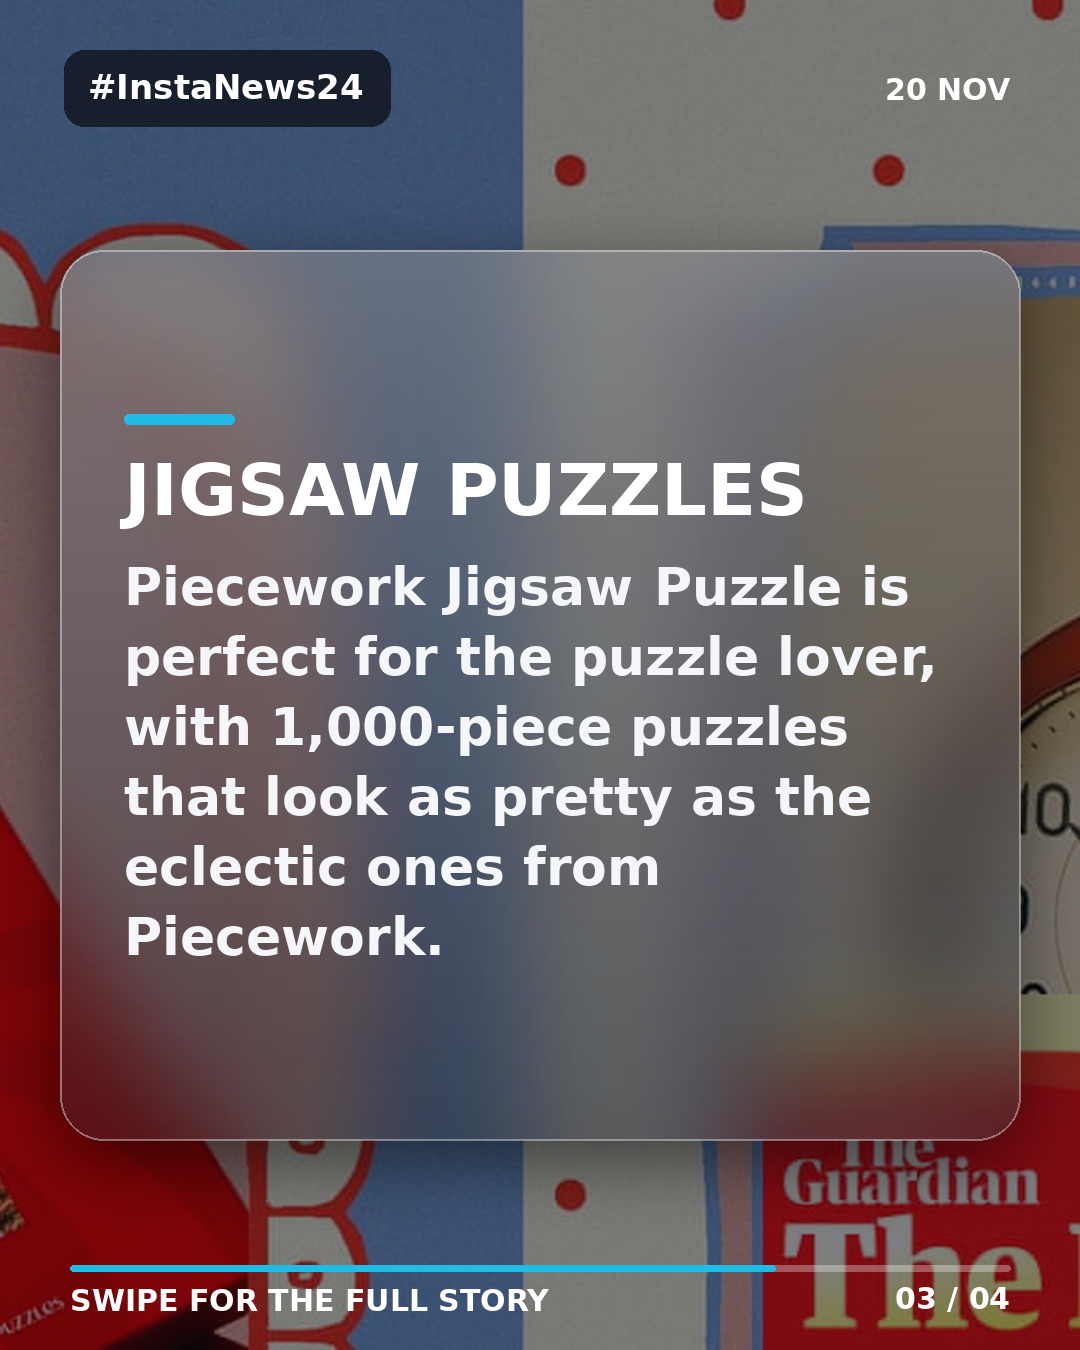 #InstaNews24
20 NOV
JIGSAW PUZZLES
Piecework Jigsaw Puzzle is
perfect for the puzzle lover,
with 1,000-piece puzzles
that look as pretty as the
eclectic ones from
Piecework.
The
Guardian
The
SWIPE FOR THE FULL STORY
03 / 04